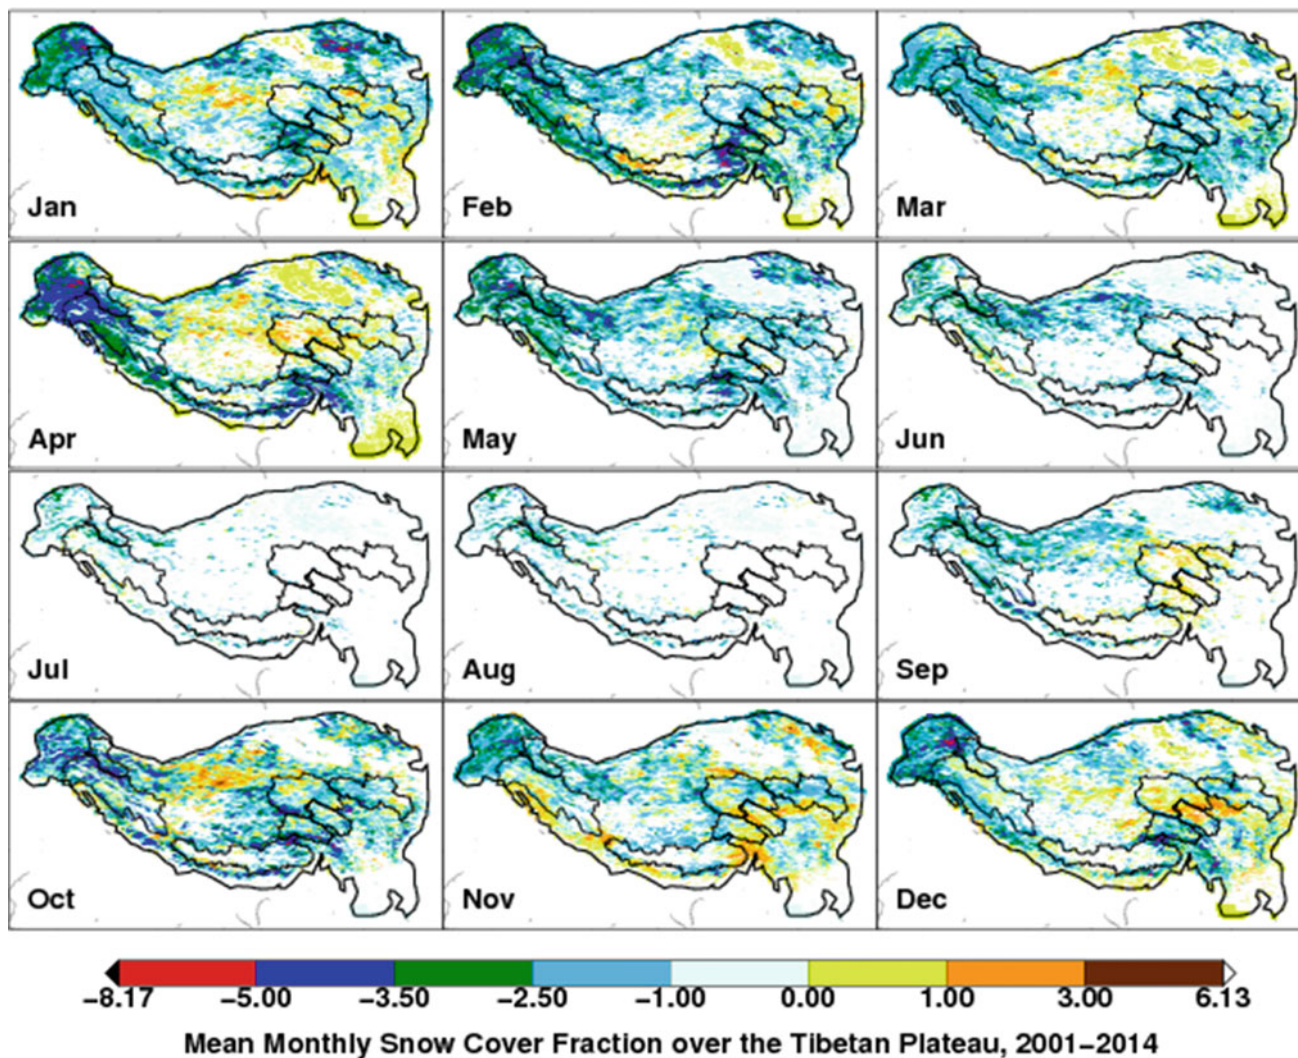 Jan
Feb
Mar
Apr
May
Jun
Jul
Aug
Sep
Oct
Nov
Dec
−8.17 −5.00 −3.50 −2.50 −1.00 0.00 1.00 3.00 6.13
Mean Monthly Snow Cover Fraction over the Tibetan Plateau, 2001−2014